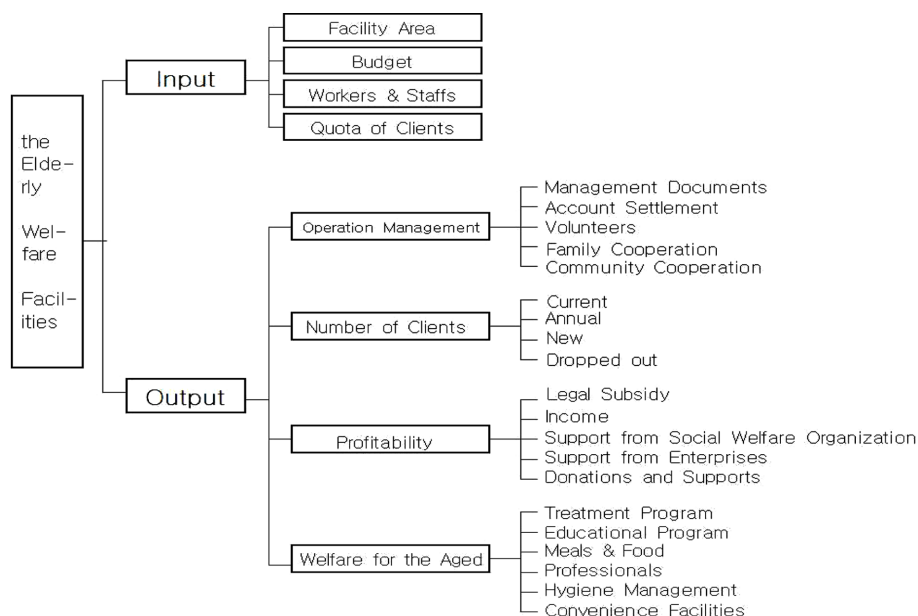 the
Elde-
rly
Wel-
fare
Facil-
ities
Input
Facility Area
Budget
Workers & Staffs
Quota of Clients
Output
Operation Management
Management Documents
Account Settlement
Volunteers
Family Cooperation
Community Cooperation
Number of Clients
Current
Annual
New
Dropped out
Profitability
Legal Subsidy
Income
Support from Social Welfare Organization
Support from Enterprises
Donations and Supports
Welfare for the Aged
Treatment Program
Educational Program
Meals & Food
Professionals
Hygiene Management
Convenience Facilities